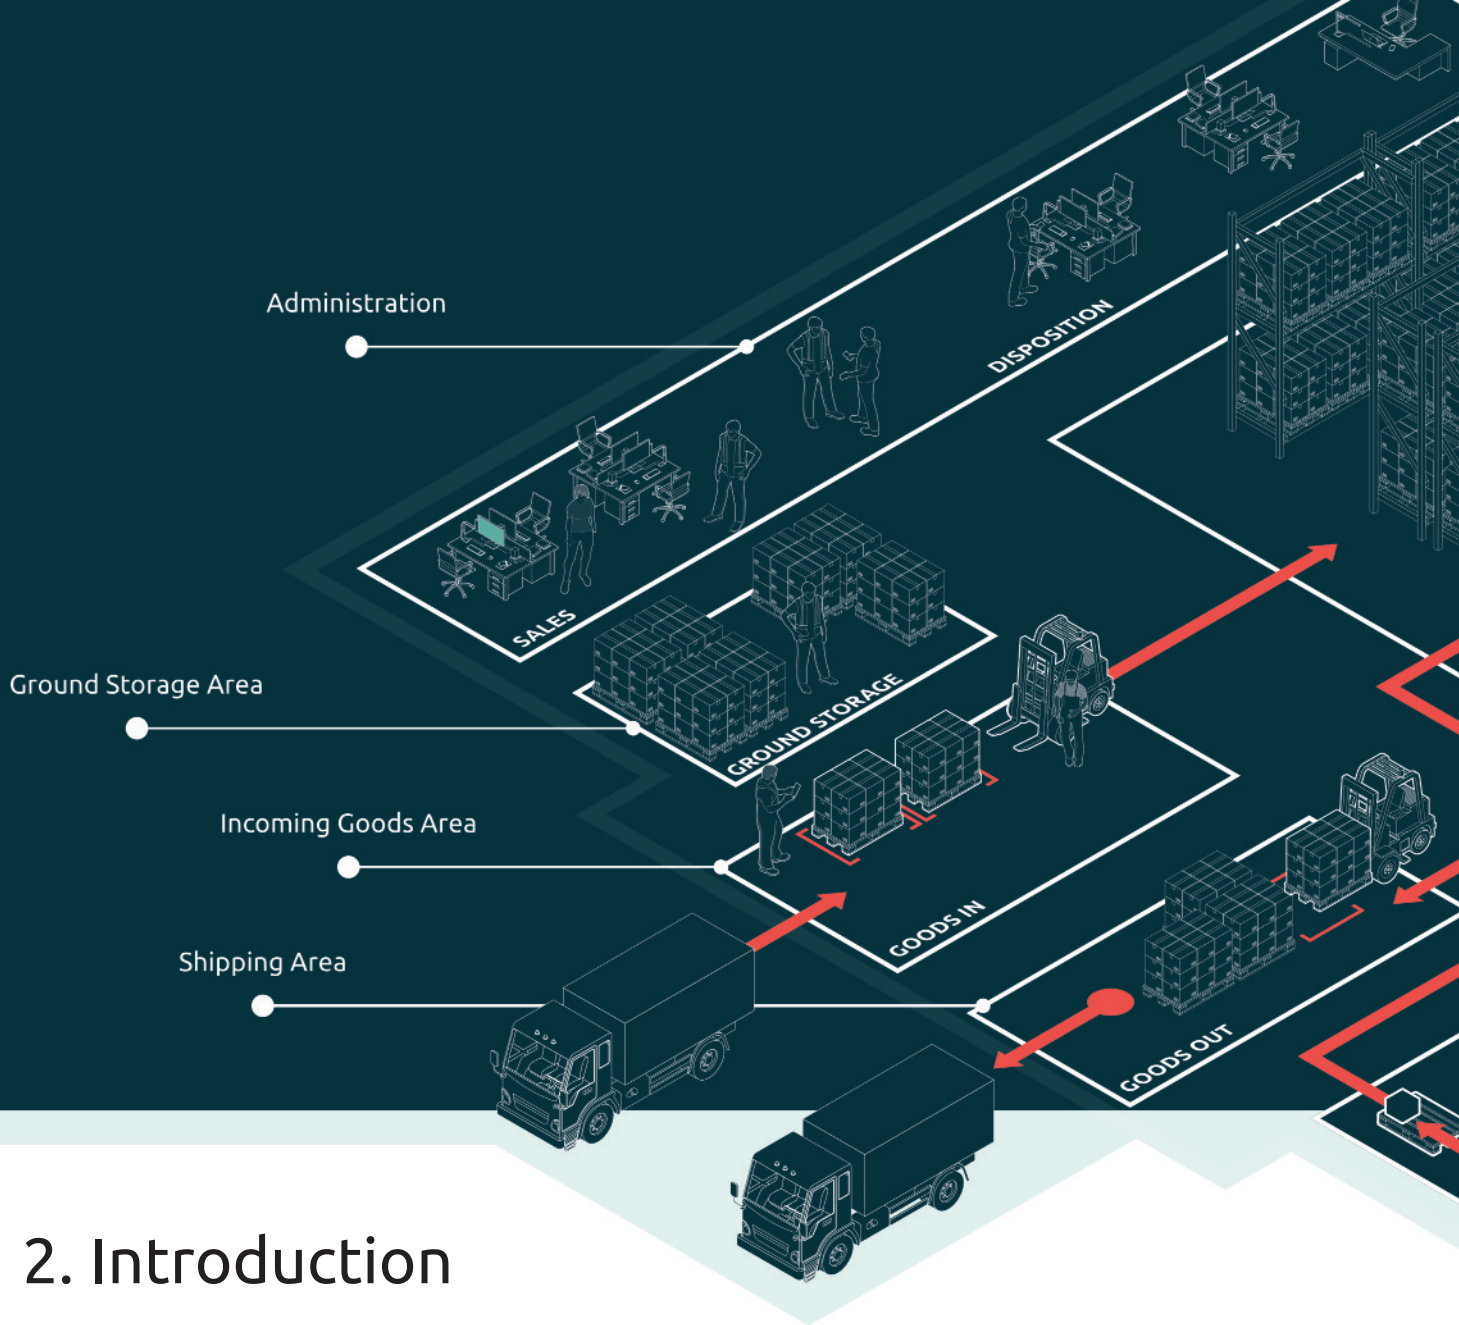 Administration
DISPOSITION
SALES
Ground Storage Area
GROUND STORAGE
Incoming Goods Area
GOODS IN
Shipping Area
GOODS OUT
2. Introduction